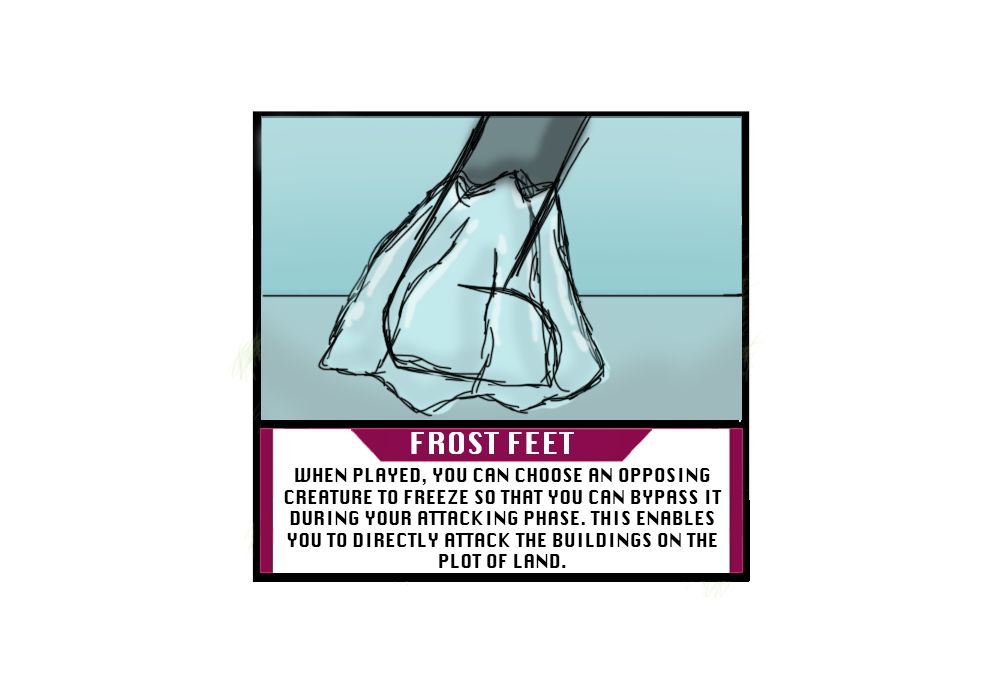 FROST FEET
WHEN PLAYED, YOU CAN CHOOSE AN OPPOSING
CREATURE TO FREEZE SO THAT YOU CAN BYPASS IT
DURING YOUR ATTACKING PHASE. THIS ENABLES
YOU TO DIRECTLY ATTACK THE BUILDINGS ON THE
PLOT OF LAND.